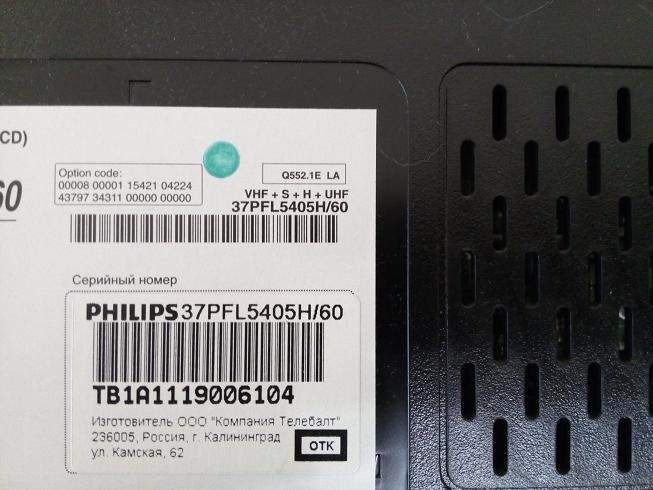 CD)
60
Option code:
00008 00001 15421 04224
43797 34311 00000 00000
Q552.1E LA
VHF + S + H + UHF
37PFL5405H/60
Серийный номер
PHILIPS 37PFL5405H/60
TB1A1119006104
Изготовитель ООО "Компания Телебалт"
236005, Россия, г. Калининград
ул. Камская, 62
ОТК